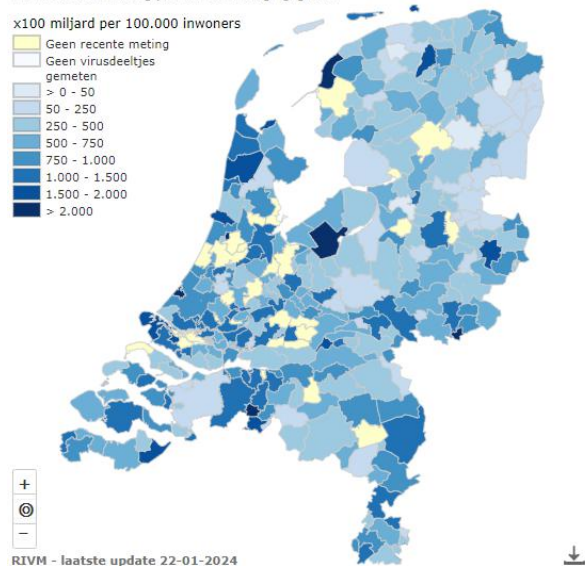 x100 miljard per 100.000 inwoners
Geen recente meting
Geen virusdeeltjes
gemeten
> 0 - 50
50 - 250
250 - 500
500 - 750
750 - 1.000
1.000 - 1.500
1.500 - 2.000
> 2.000
+
−
RIVM - laatste update 22-01-2024